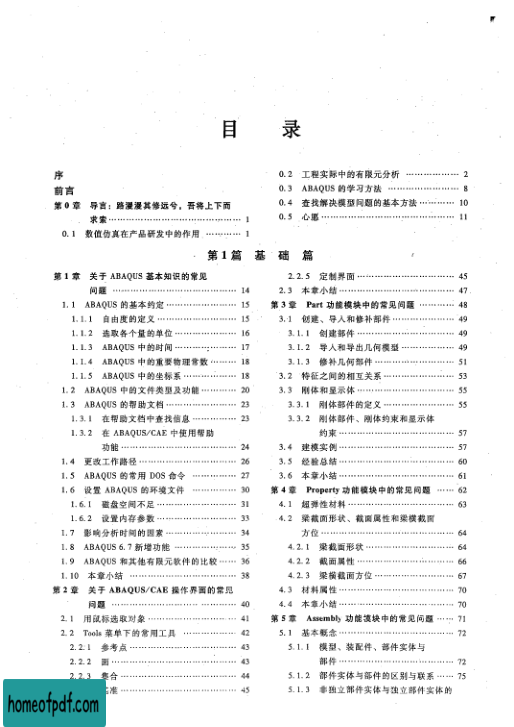 目 录
序
前言
第0章 导言：路漫漫其修远兮，吾将上下而
求索 …… 1
0.1 数值仿真在产品研发中的作用 …… 1
0.2 工程实际中的有限元分析 …… 2
0.3 ABAQUS 的学习方法 …… 8
0.4 查找解决模型问题的基本方法 …… 10
0.5 心愿 …… 11
第1篇 基 础 篇
第1章 关于 ABAQUS 基本知识的常见
问题 …… 14
1.1 ABAQUS 的基本约定 …… 15
1.1.1 自由度的定义 …… 15
1.1.2 选取各个量的单位 …… 16
1.1.3 ABAQUS 中的时间 …… 17
1.1.4 ABAQUS 中的重要物理常数 …… 18
1.1.5 ABAQUS 中的坐标系 …… 18
1.2 ABAQUS 中的文件类型及功能 …… 20
1.3 ABAQUS 的帮助文档 …… 23
1.3.1 在帮助文档中查找信息 …… 23
1.3.2 在 ABAQUS/CAE 中使用帮助
功能 …… 24
1.4 更改工作路径 …… 26
1.5 ABAQUS 的常用 DOS 命令 …… 27
1.6 设置 ABAQUS 的环境文件 …… 30
1.6.1 磁盘空间不足 …… 31
1.6.2 设置内存参数 …… 33
1.7 影响分析时间的因素 …… 34
1.8 ABAQUS 6.7 新增功能 …… 35
1.9 ABAQUS 和其他有限元软件的比较 …… 36
1.10 本章小结 …… 38
第2章 关于 ABAQUS/CAE 操作界面的常见
问题 …… 40
2.1 用鼠标选取对象 …… 41
2.2 Tools 菜单下的常用工具 …… 42
2.2.1 参考点 …… 43
2.2.2 面 …… 43
2.2.3 集合 …… 44
基准 …… 45
2.2.5 定制界面 …… 45
2.3 本章小结 …… 47
第3章 Part 功能模块中的常见问题 …… 48
3.1 创建、导入和修补部件 …… 49
3.1.1 创建部件 …… 49
3.1.2 导入和导出几何模型 …… 49
3.1.3 修补几何部件 …… 51
3.2 特征之间的相互关系 …… 53
3.3 刚体和显示体 …… 55
3.3.1 刚体部件的定义 …… 55
3.3.2 刚体部件、刚体约束和显示体
约束 …… 57
3.4 建模实例 …… 57
3.5 经验总结 …… 60
3.6 本章小结 …… 61
第4章 Property 功能模块中的常见问题 …… 62
4.1 超弹性材料 …… 63
4.2 梁截面形状、截面属性和梁横截面
方位 …… 64
4.2.1 梁截面形状 …… 64
4.2.2 截面属性 …… 66
4.2.3 梁横截面方位 …… 67
4.3 材料属性 …… 70
4.4 本章小结 …… 70
第5章 Assembly 功能模块中的常见问题 …… 71
5.1 基本概念 …… 72
5.1.1 模型、装配件、部件实体与
部件 …… 72
5.1.2 部件实体与部件的区别与联系 …… 75
5.1.3 非独立部件实体与独立部件实体的
homeofpdf.com